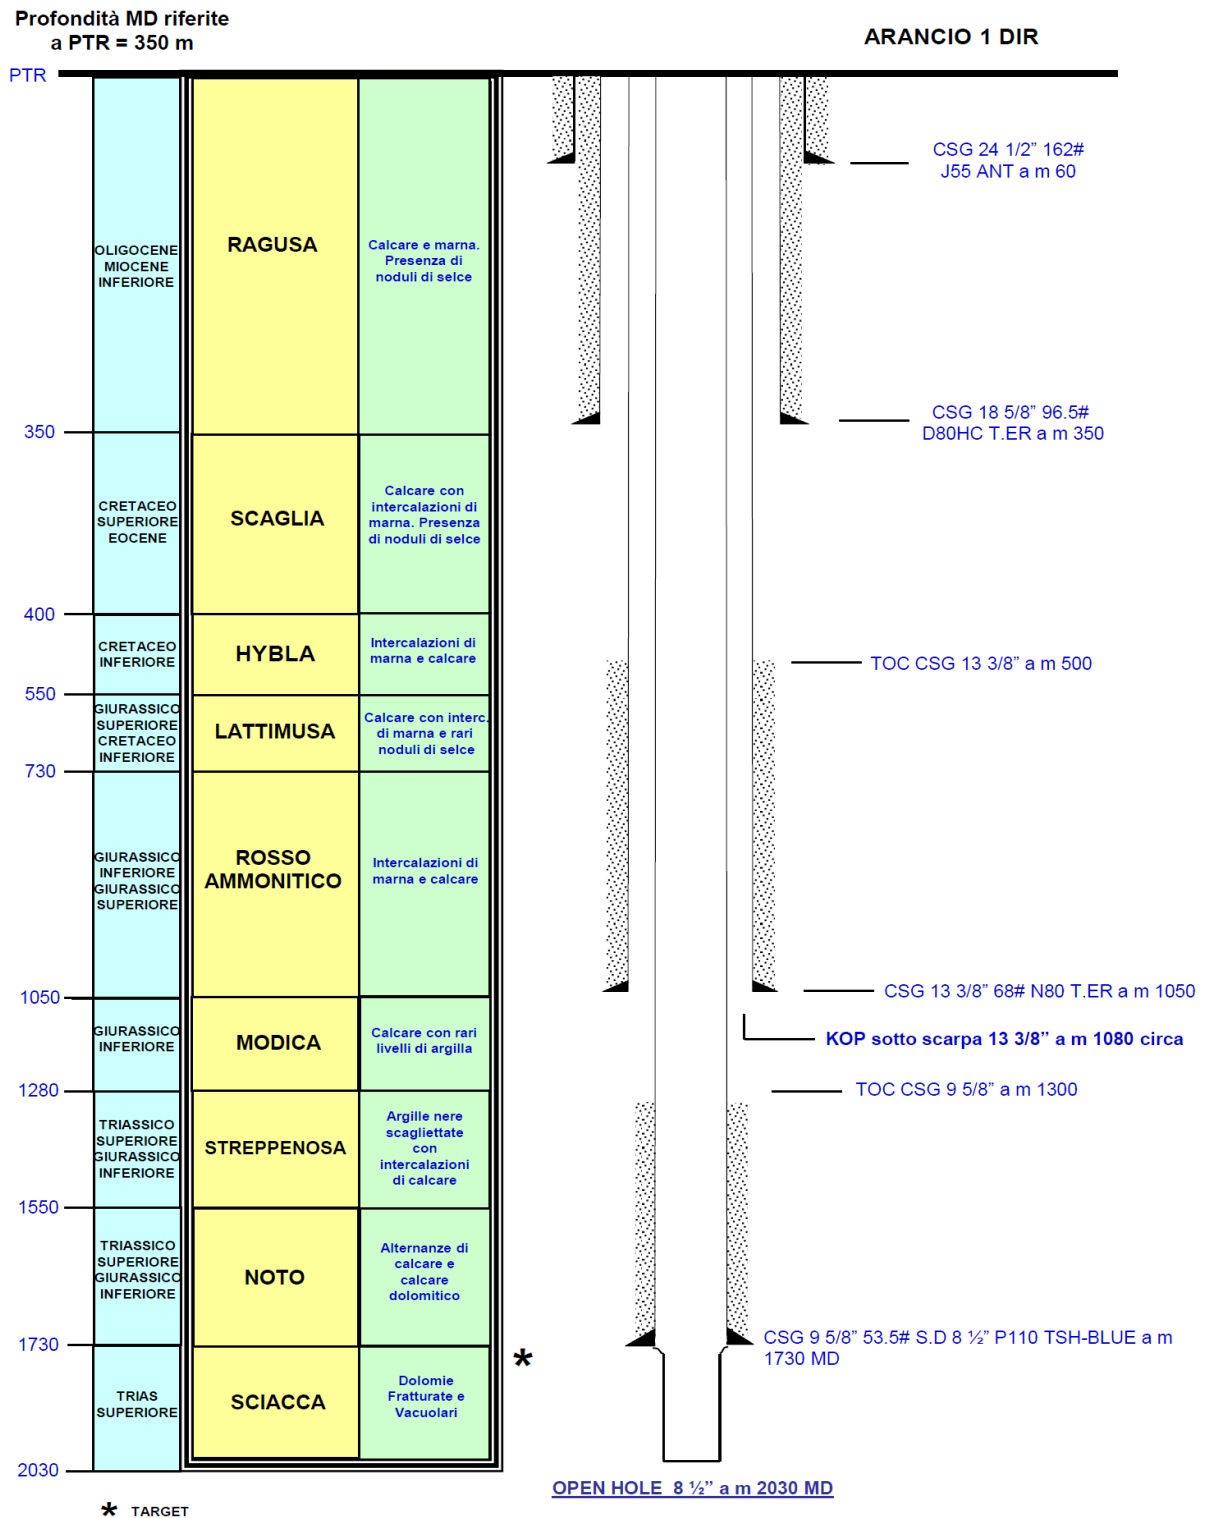 Profondità MD riferite
a PTR = 350 m
ARANCIO 1 DIR
PTR
OLIGOCENE
MIOCENE
INFERIORE
RAGUSA
Calcare e marna.
Presenza di
noduli di selce
CSG 24 1/2” 162#
J55 ANT a m 60
CSG 18 5/8” 96.5#
D80HC T.ER a m 350
350
CRETACEO
SUPERIORE
EOCENE
SCAGLIA
Calcare con
intercalazioni di
marna. Presenza
di noduli di selce
400
CRETACEO
INFERIORE
HYBLA
Intercalazioni di
marna e calcare
TOC CSG 13 3/8” a m 500
550
GIURASSICO
SUPERIORE
CRETACEO
INFERIORE
LATTIMUSA
Calcare con interc.
di marna e rari
noduli di selce
730
GIURASSICO
INFERIORE
GIURASSICO
SUPERIORE
ROSSO
AMMONITICO
Intercalazioni di
marna e calcare
CSG 13 3/8” 68# N80 T.ER a m 1050
1050
GIURASSICO
INFERIORE
MODICA
Calcare con rari
livelli di argilla
KOP sotto scarpa 13 3/8” a m 1080 circa
1280
TOC CSG 9 5/8” a m 1300
TRIASSICO
SUPERIORE
GIURASSICO
INFERIORE
STREPPENOSA
Argille nere
scagliettate
con
intercalazioni
di calcare
1550
TRIASSICO
SUPERIORE
GIURASSICO
INFERIORE
NOTO
Alternanze di
calcare e
calcare
dolomitico
1730
CSG 9 5/8” 53.5# S.D 8 ½” P110 TSH-BLUE a m
1730 MD
*
TRIAS
SUPERIORE
SCIACCA
Dolomie
Fratturate e
Vacuolari
2030
OPEN HOLE 8 ½” a m 2030 MD
* TARGET